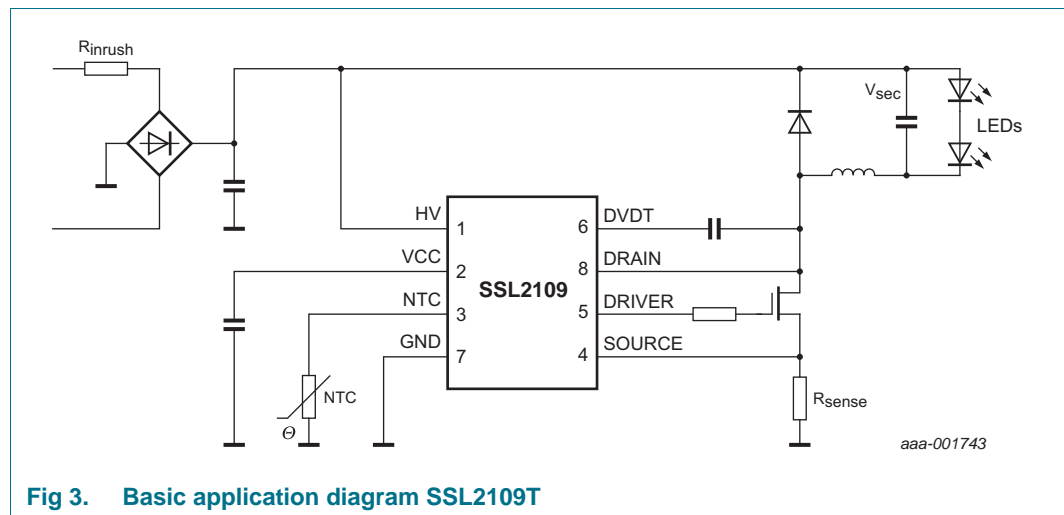 Rinrush
Vsec
LEDs
HV
1
VCC
2
NTC
3
GND
7
SSL2109
DVDT
6
DRAIN
8
DRIVER
5
SOURCE
4
NTC
Θ
Rsense
aaa-001743
Fig 3. Basic application diagram SSL2109T